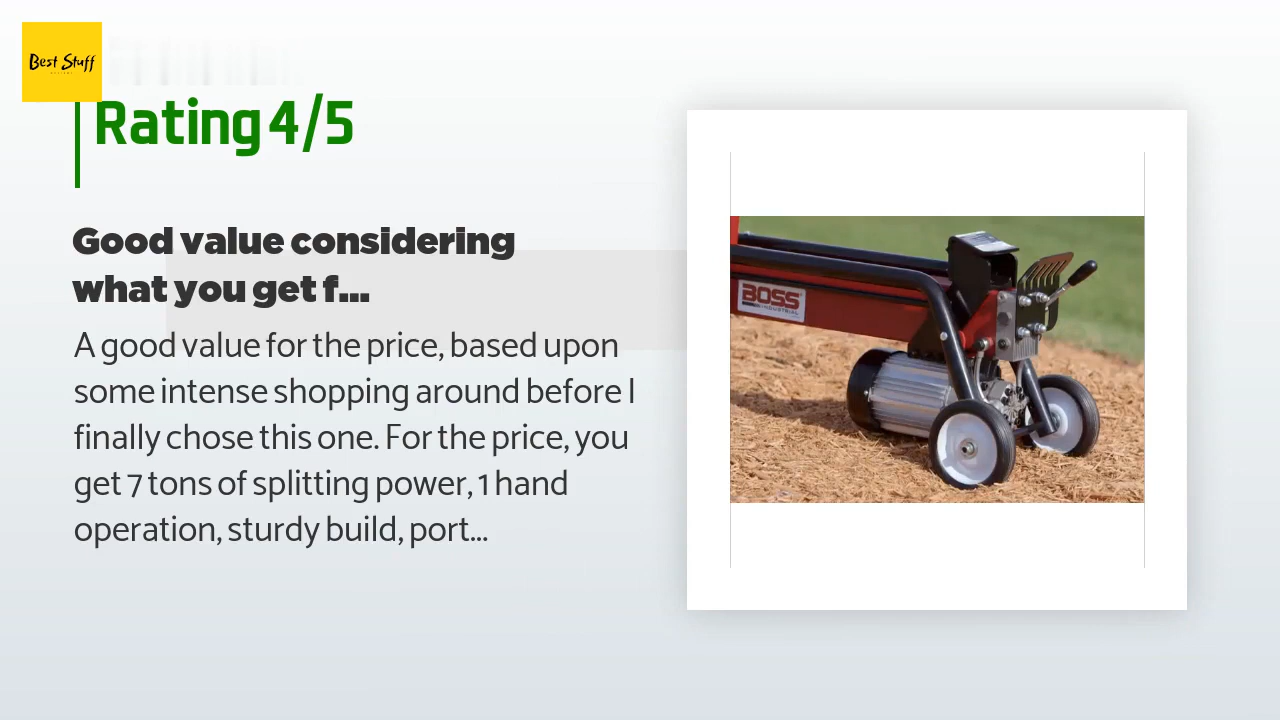 Best Stuff
Rating 4/5
Good value considering
what you get f...
A good value for the price, based upon
some intense shopping around before I
finally chose this one. For the price, you
get 7 tons of splitting power, 1 hand
operation, sturdy build, port...
BOSS
INDUSTRIAL